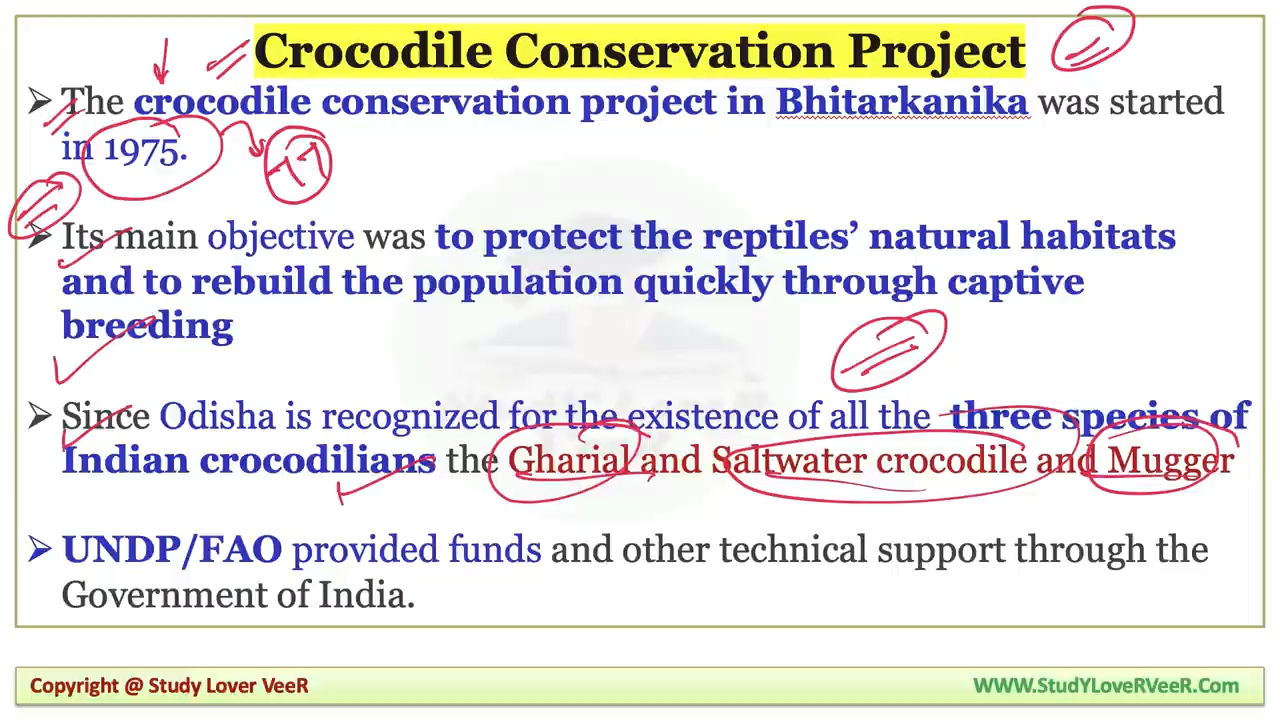 Crocodile Conservation Project
➤ The crocodile conservation project in Bhitarkanika was started
in 1975.
➤ Its main objective was to protect the reptiles’ natural habitats
and to rebuild the population quickly through captive
breeding
➤ Since Odisha is recognized for the existence of all the three species of
Indian crocodilians the Gharial and Saltwater crocodile and Mugger
➤ UNDP/FAO provided funds and other technical support through the
Government of India.
Copyright @ Study Lover VeeR
WWW.StudYLoveRVeeR.Com